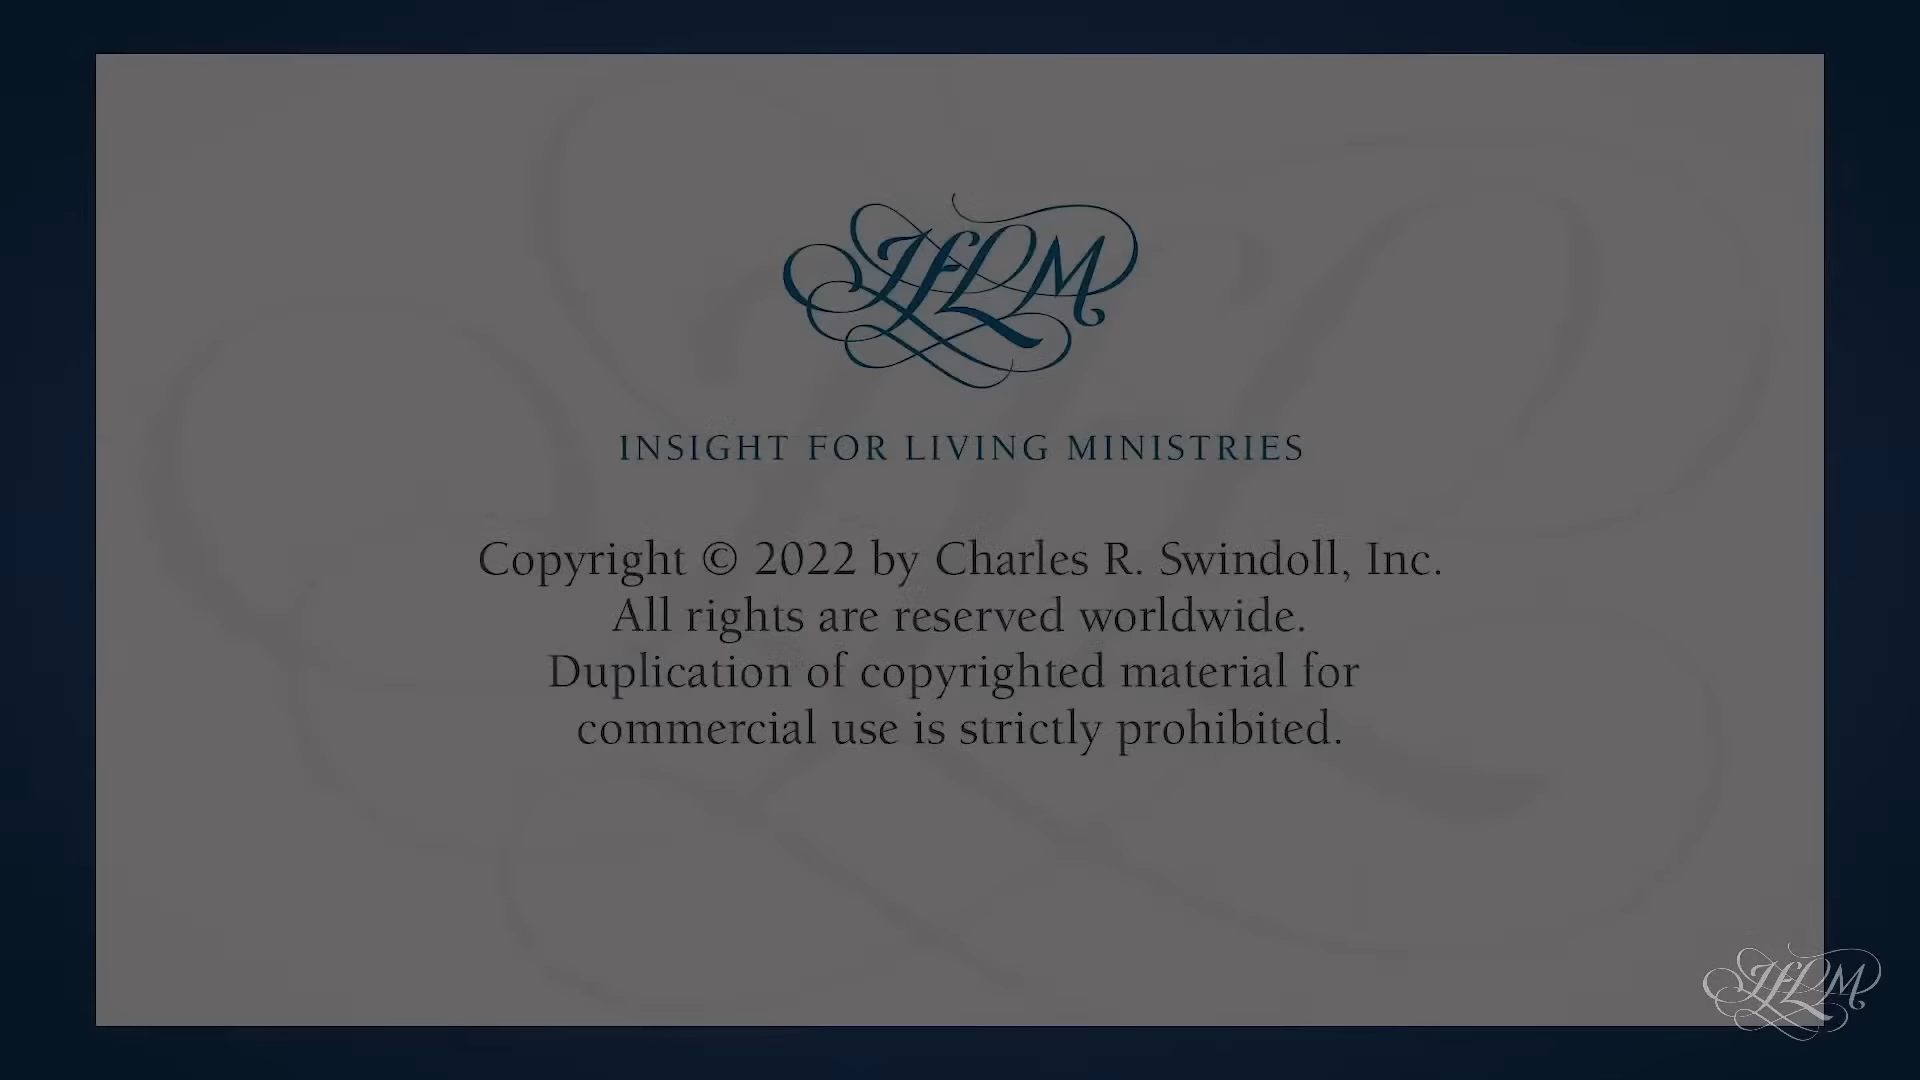 IFLM
INSIGHT FOR LIVING MINISTRIES
Copyright © 2022 by Charles R. Swindoll, Inc.
All rights are reserved worldwide.
Duplication of copyrighted material for
commercial use is strictly prohibited.
IFLM